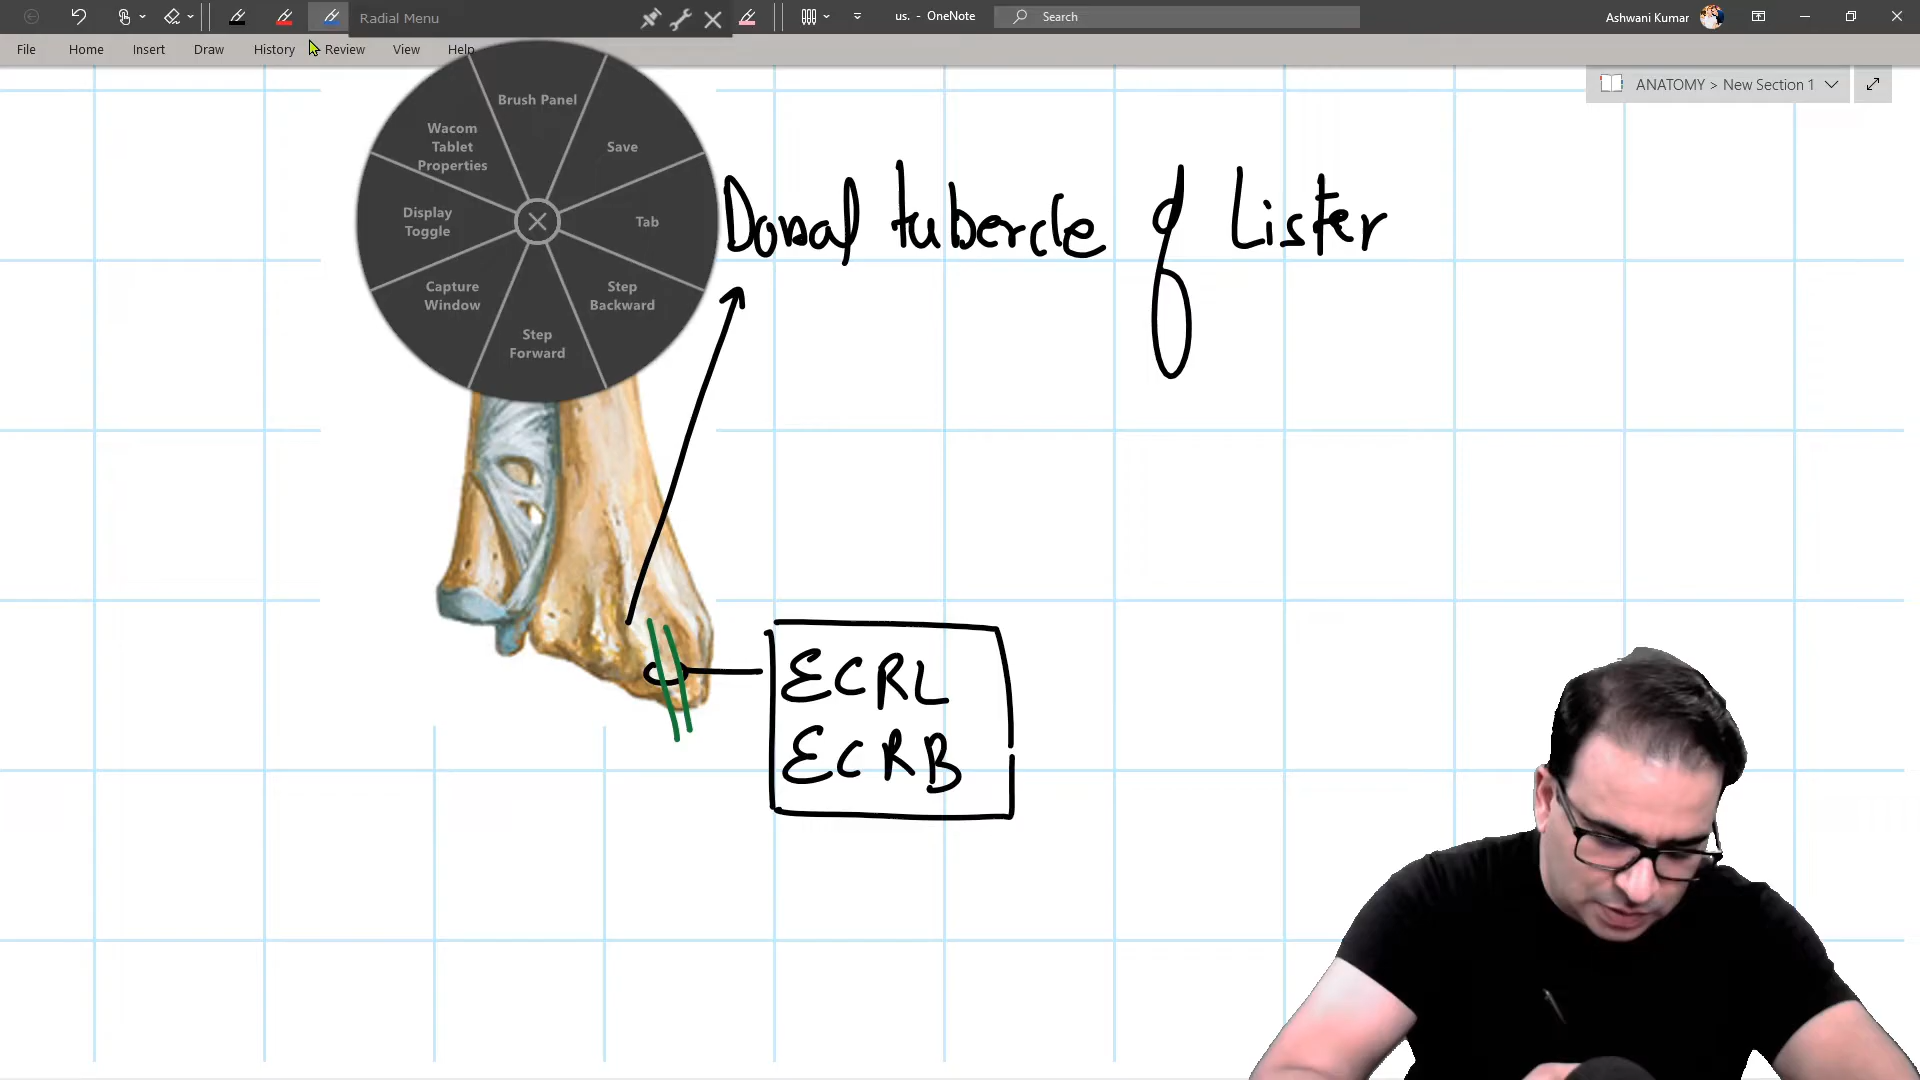 Radial Menu
us. - OneNote
Search
Ashwani Kumar
File
Home
Insert
Draw
History
Review
View
Help
ANATOMY > New Section 1
Brush Panel
Save
Tab
Step
Backward
Step
Forward
Capture
Window
Display
Toggle
Wacom
Tablet
Properties
Dorsal tubercle of Lister
ECRL
ECRB